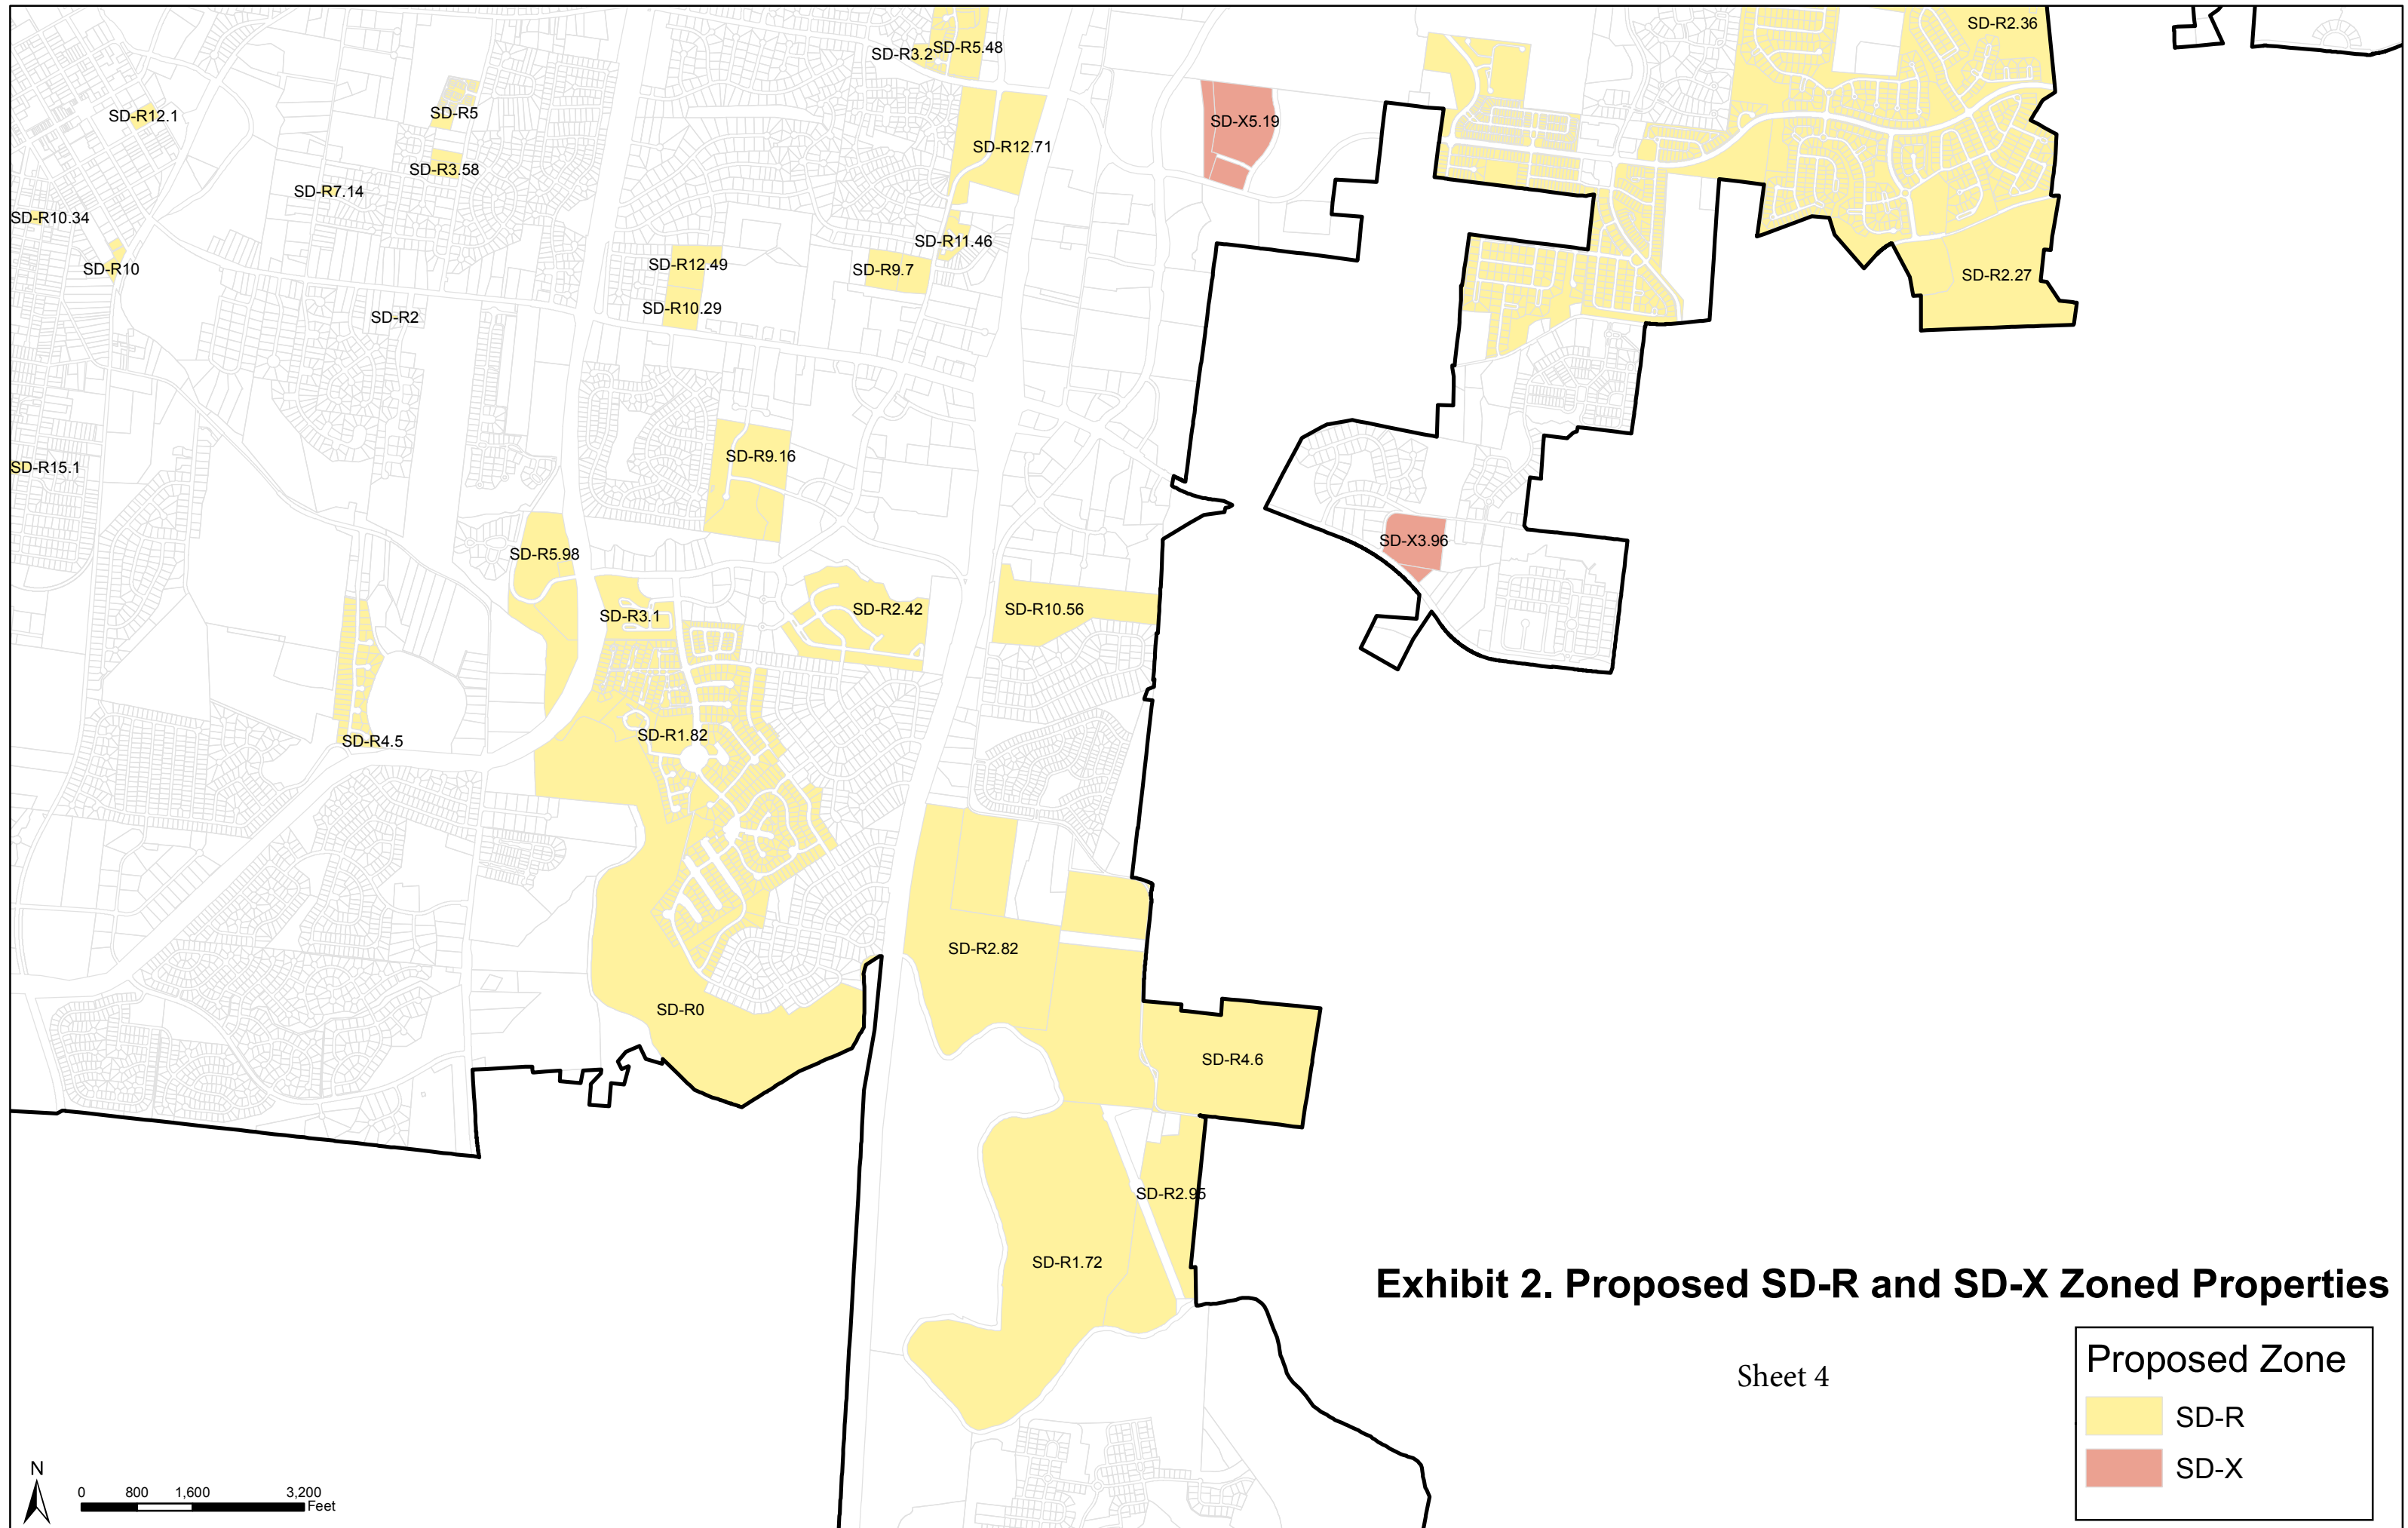 SD-R2.36
SD-R3.2
SD-R5.48
SD-R12.1
SD-R5
SD-X5.19
SD-R12.71
SD-R3.58
SD-R7.14
SD-R10.34
SD-R11.46
SD-R10
SD-R12.49
SD-R9.7
SD-R2.27
SD-R10.29
SD-R2
SD-R9.16
SD-R15.1
SD-X3.96
SD-R5.98
SD-R3.1
SD-R2.42
SD-R10.56
SD-R1.82
SD-R4.5
SD-R2.82
SD-R0
SD-R4.6
SD-R2.95
SD-R1.72
Exhibit 2. Proposed SD-R and SD-X Zoned Properties
Sheet 4
Proposed Zone
SD-R
SD-X
N
0 800 1,600 3,200
Feet